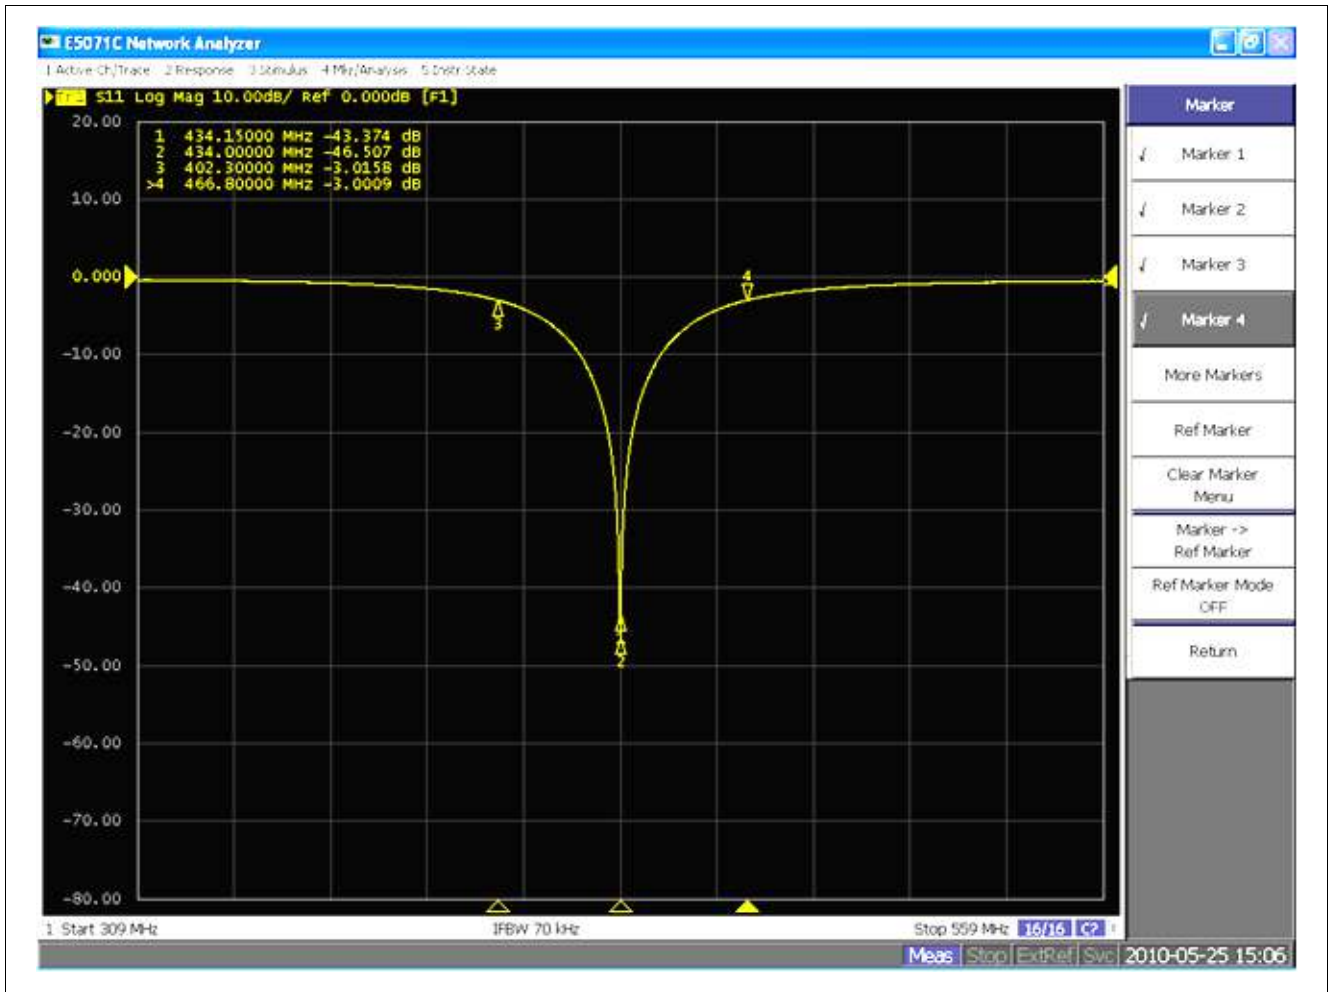 E5071C Network Analyzer
1 Active Ch/Trace 2 Response 3 Stimulus 4 Mkr/Analysis 5 Instr State
Tr1 S11 Log Mag 10.00dB/ Ref 0.000dB [F1]
20.00
10.00
0.000
-10.00
-20.00
-30.00
-40.00
-50.00
-60.00
-70.00
-80.00
1 434.15000 MHz -43.374 dB
2 434.00000 MHz -46.507 dB
3 402.30000 MHz -3.0158 dB
>4 466.80000 MHz -3.0009 dB
4
3
2
1 Start 309 MHz
IFBW 70 kHz
Stop 559 MHz 16/16 C?
Meas Stop ExtRef Svc 2010-05-25 15:06
Marker
√ Marker 1
√ Marker 2
√ Marker 3
√ Marker 4
More Markers
Ref Marker
Clear Marker
Menu
Marker ->
Ref Marker
Ref Marker Mode
OFF
Return